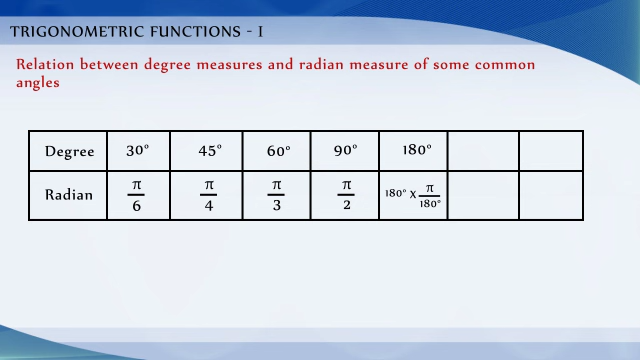 TRIGONOMETRIC FUNCTIONS - I
Relation between degree measures and radian measure of some common
angles
Degree 30° 45° 60° 90° 180°
Radian π/6 π/4 π/3 π/2 180° x π/180°